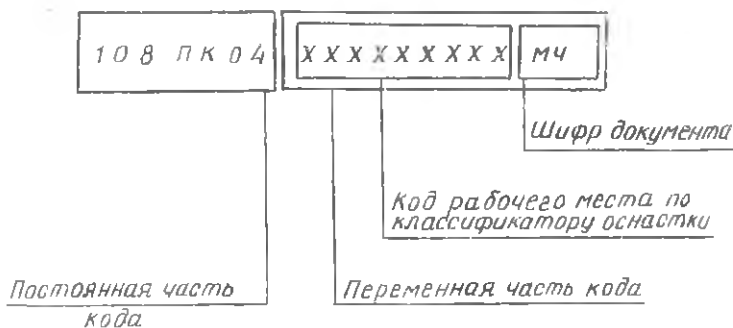 108 ПК 04 XXXXXXXXX МЧ
Шифр документа
Код рабочего места по
классификатору оснастки
Постоянная часть
кода
Переменная часть кода